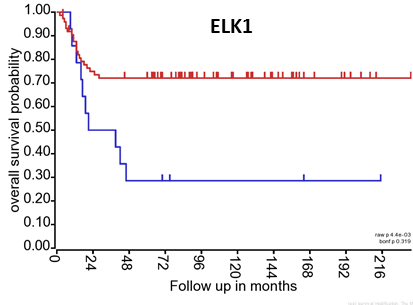 ELK1
overall survival probability
1.00
0.90
0.80
0.70
0.60
0.50
0.40
0.30
0.20
0.10
0.00
0 24 48 72 96 120 144 168 192 216
Follow up in months
raw p 4.4e-03
bonf p 0.319